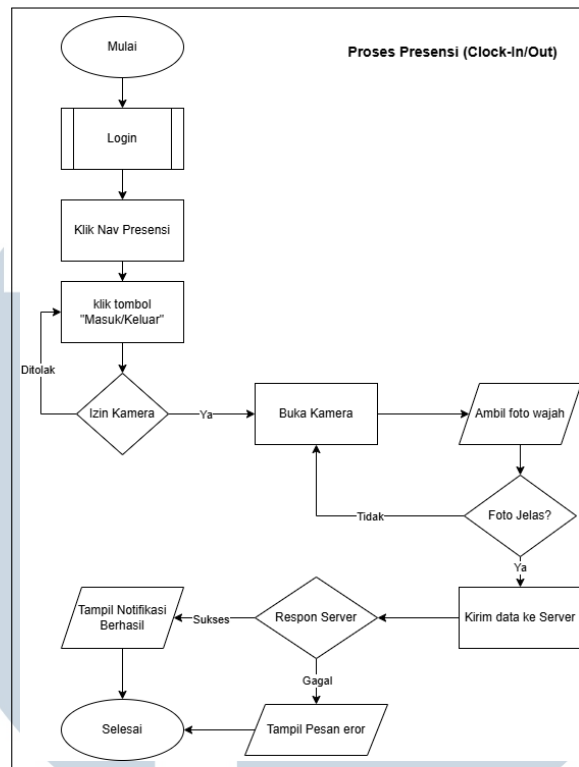 Proses Presensi (Clock-In/Out)
Mulai
Login
Klik Nav Presensi
klik tombol
"Masuk/Keluar"
Ditolak
Izin Kamera
Ya
Buka Kamera
Ambil foto wajah
Foto Jelas?
Tidak
Ya
Kirim data ke Server
Respon Server
Sukses
Tampil Notifikasi
Berhasil
Gagal
Tampil Pesan eror
Selesai